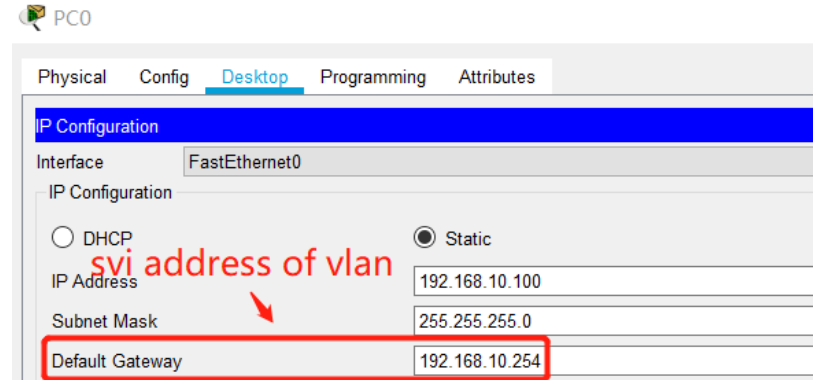 PC0
Physical Config Desktop Programming Attributes
IP Configuration
Interface FastEthernet0
IP Configuration
DHCP Static
svi address of vlan
IP Address 192.168.10.100
Subnet Mask 255.255.255.0
Default Gateway 192.168.10.254